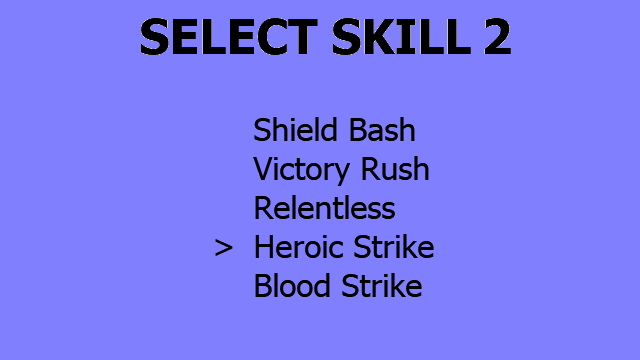 SELECT SKILL 2
Shield Bash
Victory Rush
Relentless
> Heroic Strike
Blood Strike